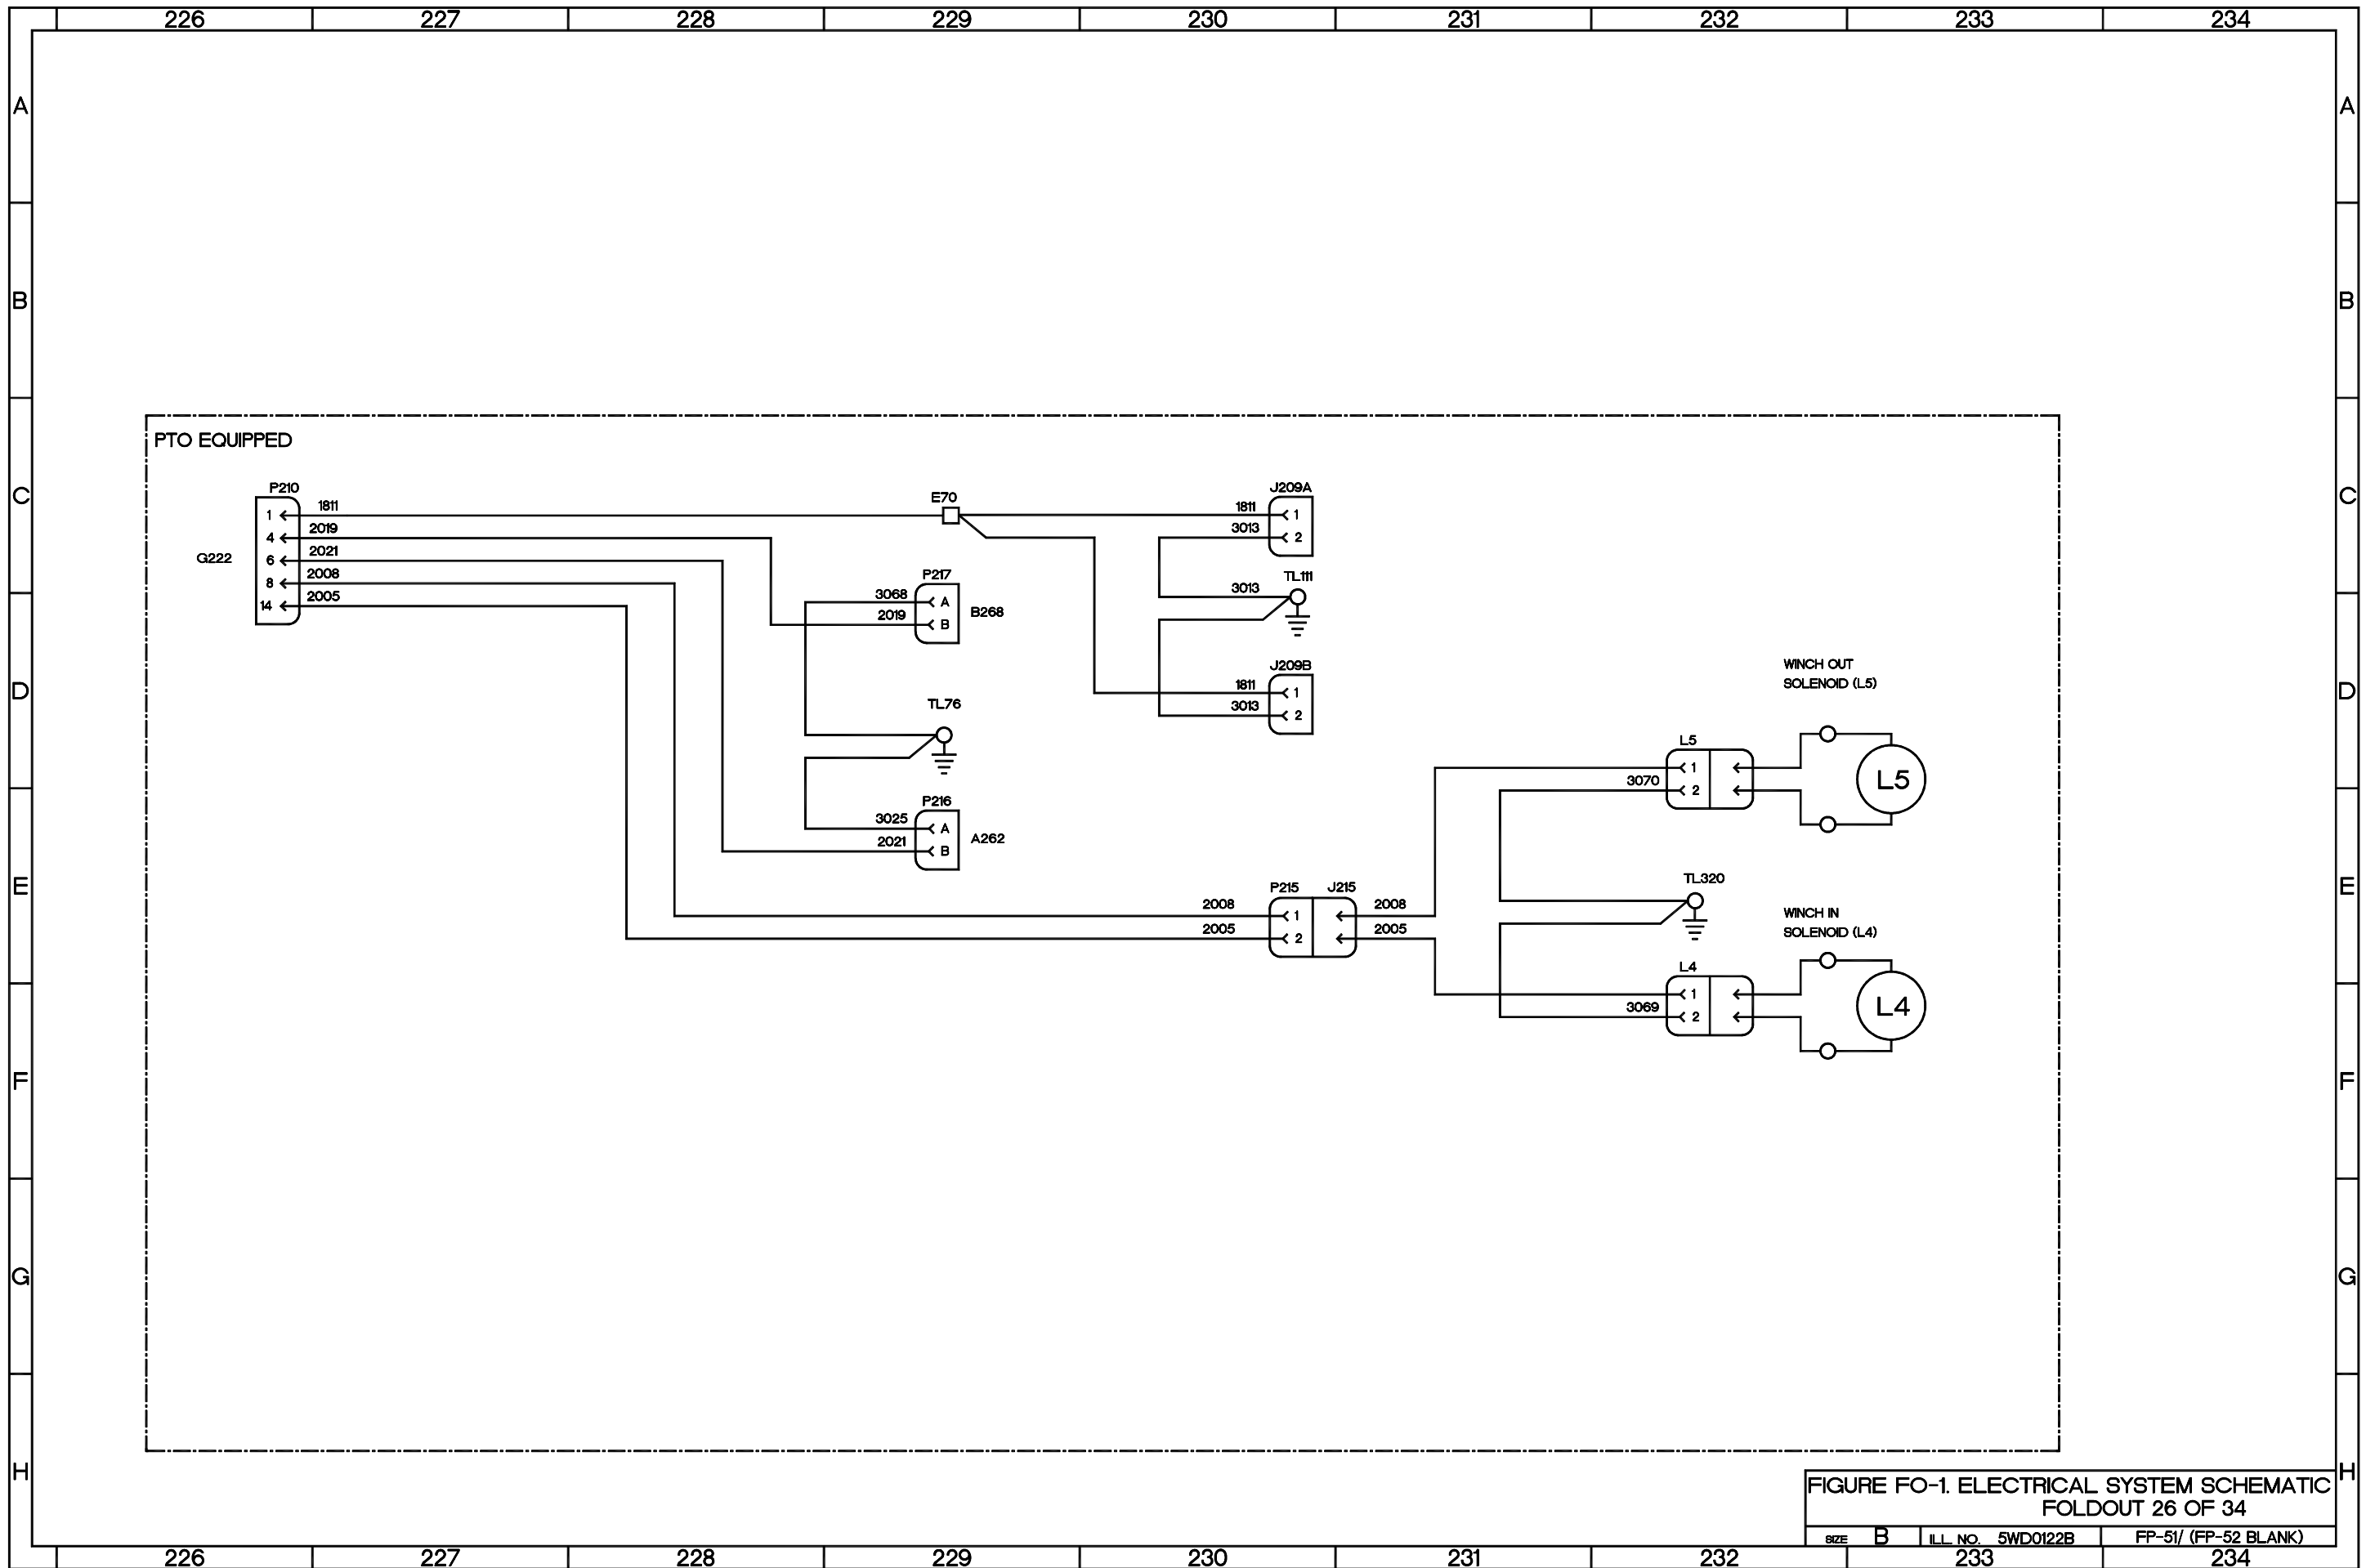 226 227 228 229 230 231 232 233 234
A A
B B
PTO EQUIPPED
C C
P210
1 1811
4 2019
G222
6 2021
8 2008
14 2005
E70
J209A
1811 1
3013 2
TL111
3013
P217
3068 A
2019 B
B268
J209B
1811 1
3013 2
D D
TL76
WINCH OUT
SOLENOID (L5)
L5
1
3070 2
L5
P216
3025 A
2021 B
A262
E E
P215 J215
2008 1 2008
2005 2 2005
TL320
WINCH IN
SOLENOID (L4)
L4
1
3069 2
L4
F F
G G
H H
FIGURE FO-1. ELECTRICAL SYSTEM SCHEMATIC
FOLDOUT 26 OF 34
SIZE B ILL. NO. 5WD0122B FP-51/ (FP-52 BLANK)
226 227 228 229 230 231 232 233 234